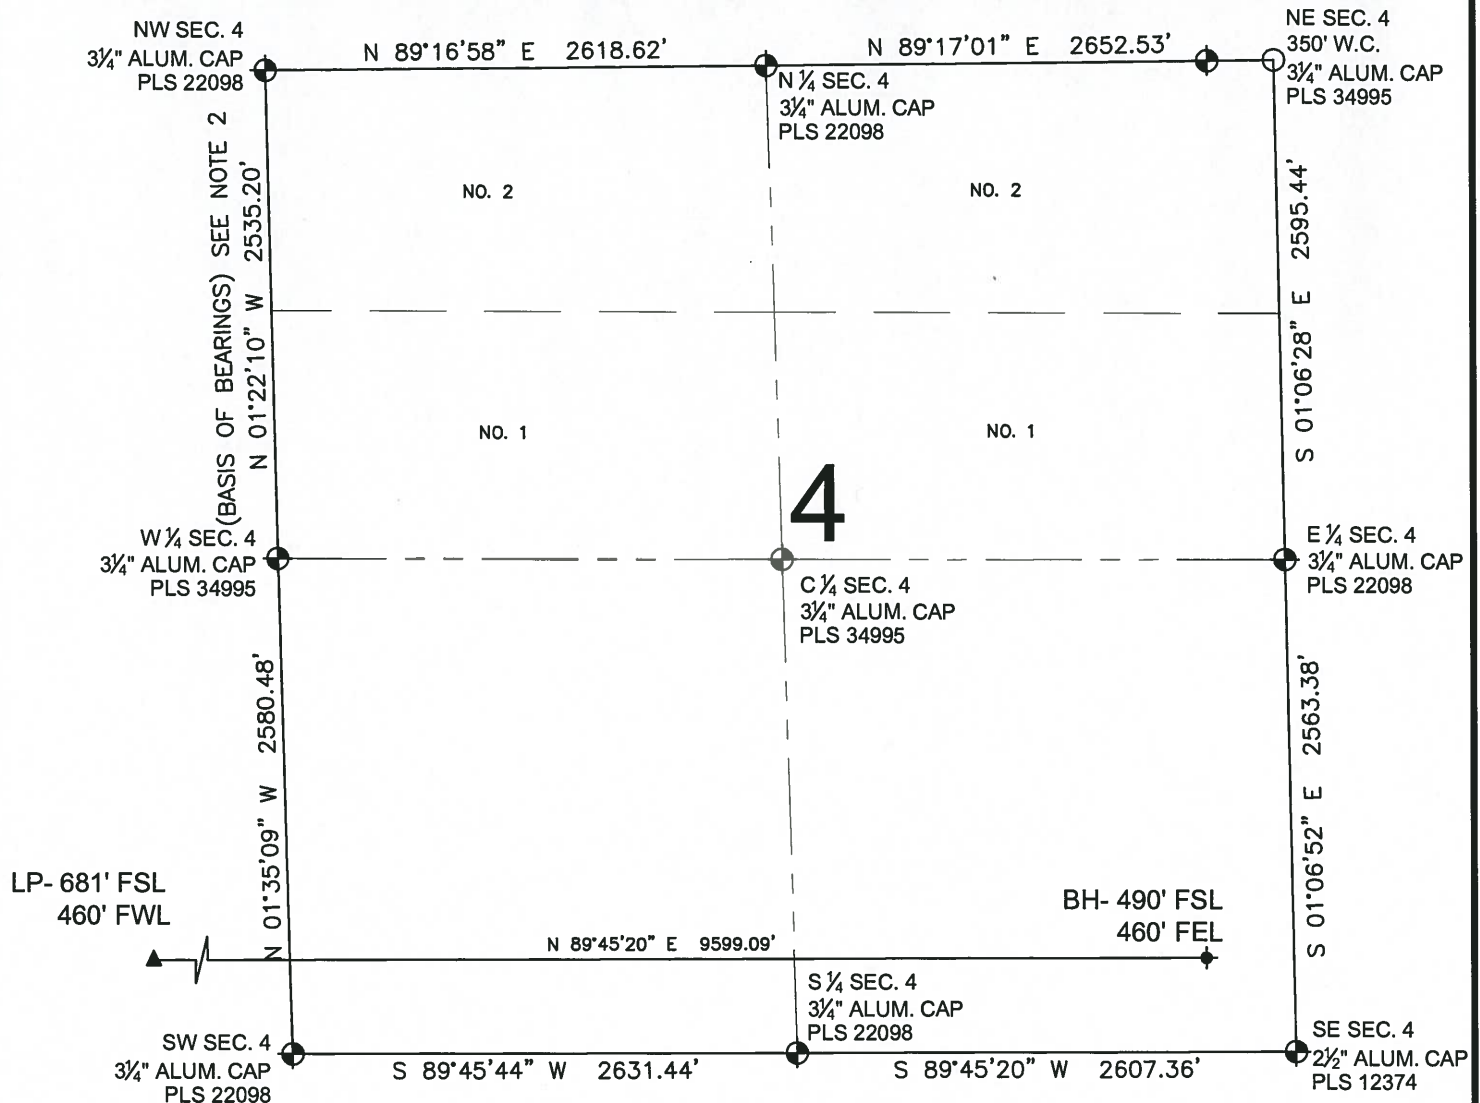 NW SEC. 4
3¼" ALUM. CAP
PLS 22098
N 89°16'58" E 2618.62'
N 89°17'01" E 2652.53'
NE SEC. 4
350' W.C.
3¼" ALUM. CAP
PLS 34995
N ¼ SEC. 4
3¼" ALUM. CAP
PLS 22098
(BASIS OF BEARINGS) SEE NOTE 2
N 01°22'10" W 2535.20'
NO. 2
NO. 2
S 01°06'28" E 2595.44'
NO. 1
NO. 1
4
W ¼ SEC. 4
3¼" ALUM. CAP
PLS 34995
C ¼ SEC. 4
3¼" ALUM. CAP
PLS 34995
E ¼ SEC. 4
3¼" ALUM. CAP
PLS 22098
N 01°35'09" W 2580.48'
S 01°06'52" E 2563.38'
LP- 681' FSL
460' FWL
BH- 490' FSL
460' FEL
N 89°45'20" E 9599.09'
S ¼ SEC. 4
3¼" ALUM. CAP
PLS 22098
SW SEC. 4
3¼" ALUM. CAP
PLS 22098
S 89°45'44" W 2631.44'
S 89°45'20" W 2607.36'
SE SEC. 4
2½" ALUM. CAP
PLS 12374